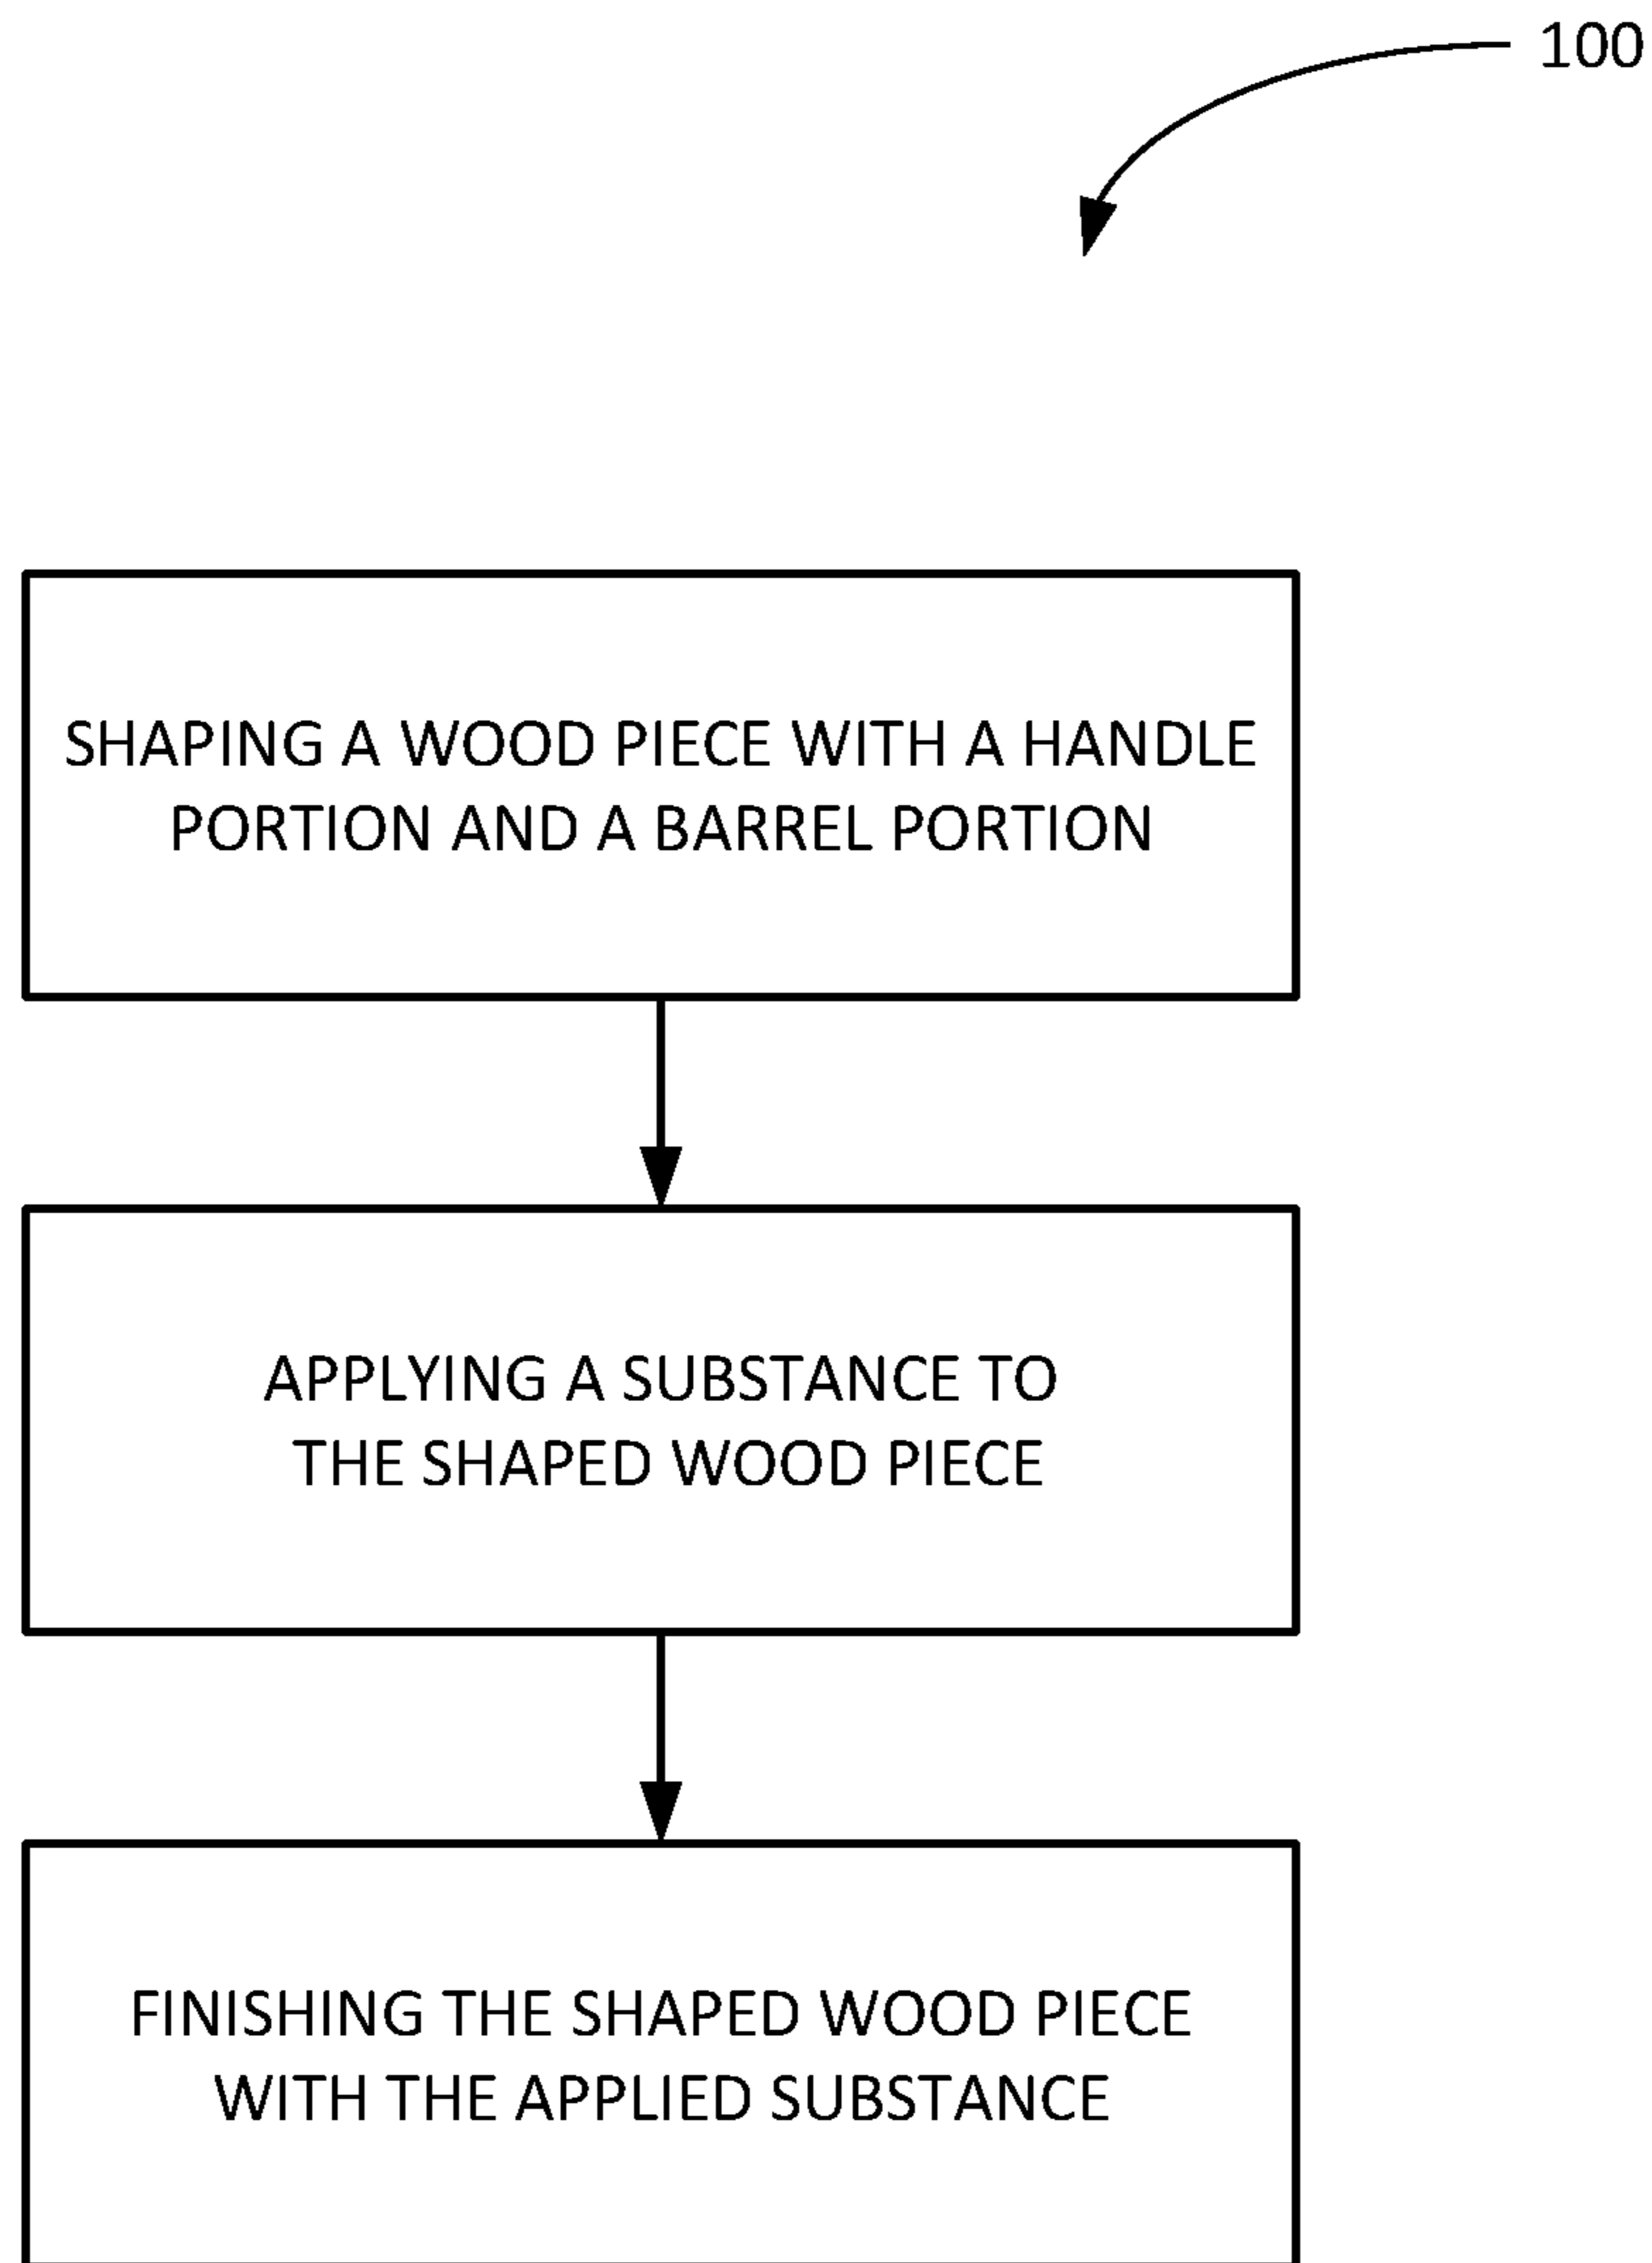 100
SHAPING A WOOD PIECE WITH A HANDLE
PORTION AND A BARREL PORTION
APPLYING A SUBSTANCE TO
THE SHAPED WOOD PIECE
FINISHING THE SHAPED WOOD PIECE
WITH THE APPLIED SUBSTANCE